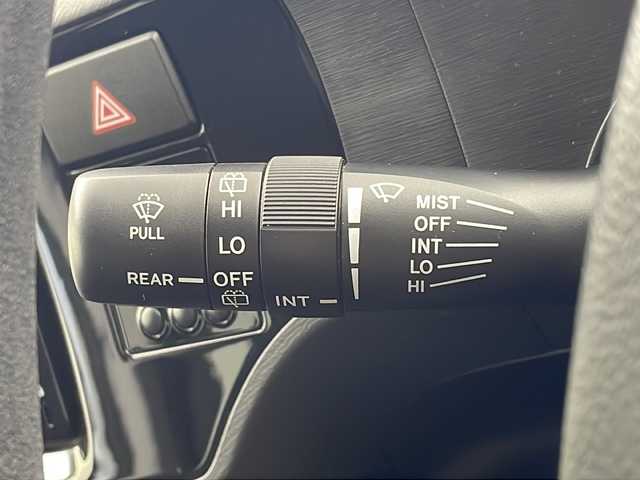 PULL
REAR
HI
LO
OFF
INT
MIST
OFF
INT
LO
HI